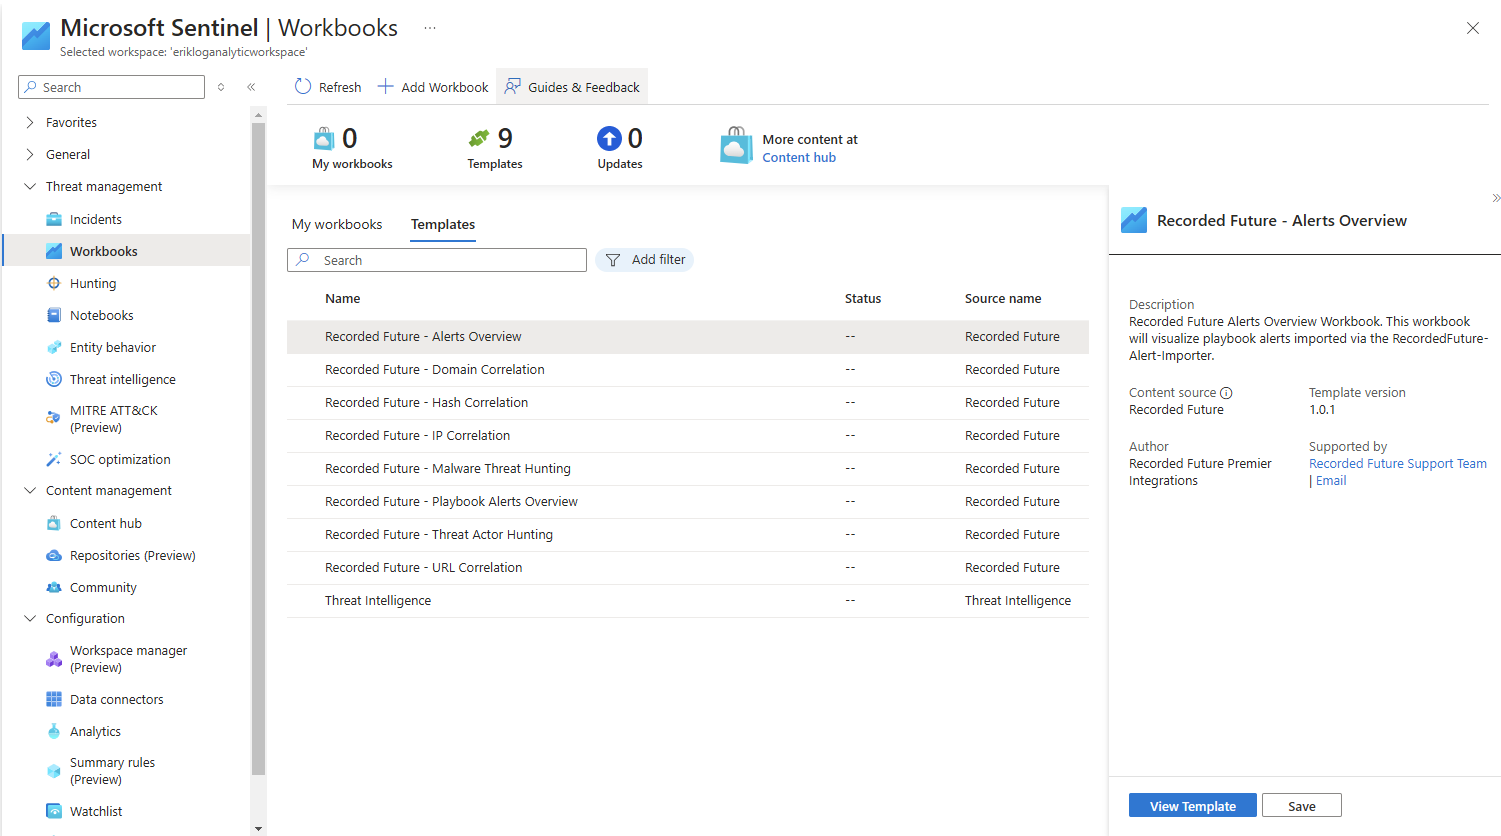 Microsoft Sentinel | Workbooks ...
Selected workspace: 'erikloganalyticworkspace'
Search
Favorites
General
Threat management
Incidents
Workbooks
Hunting
Notebooks
Entity behavior
Threat intelligence
MITRE ATT&CK
(Preview)
SOC optimization
Content management
Content hub
Repositories (Preview)
Community
Configuration
Workspace manager
(Preview)
Data connectors
Analytics
Summary rules
(Preview)
Watchlist
Refresh Add Workbook Guides & Feedback
0
My workbooks
9
Templates
0
Updates
More content at
Content hub
My workbooks Templates
Search Add filter
Name Status Source name
Recorded Future - Alerts Overview -- Recorded Future
Recorded Future - Domain Correlation -- Recorded Future
Recorded Future - Hash Correlation -- Recorded Future
Recorded Future - IP Correlation -- Recorded Future
Recorded Future - Malware Threat Hunting -- Recorded Future
Recorded Future - Playbook Alerts Overview -- Recorded Future
Recorded Future - Threat Actor Hunting -- Recorded Future
Recorded Future - URL Correlation -- Recorded Future
Threat Intelligence -- Threat Intelligence
Recorded Future - Alerts Overview
Description
Recorded Future Alerts Overview Workbook. This workbook
will visualize playbook alerts imported via the RecordedFuture-
Alert-Importer.
Content source
Recorded Future
Template version
1.0.1
Author
Recorded Future Premier
Integrations
Supported by
Recorded Future Support Team
| Email
View Template Save